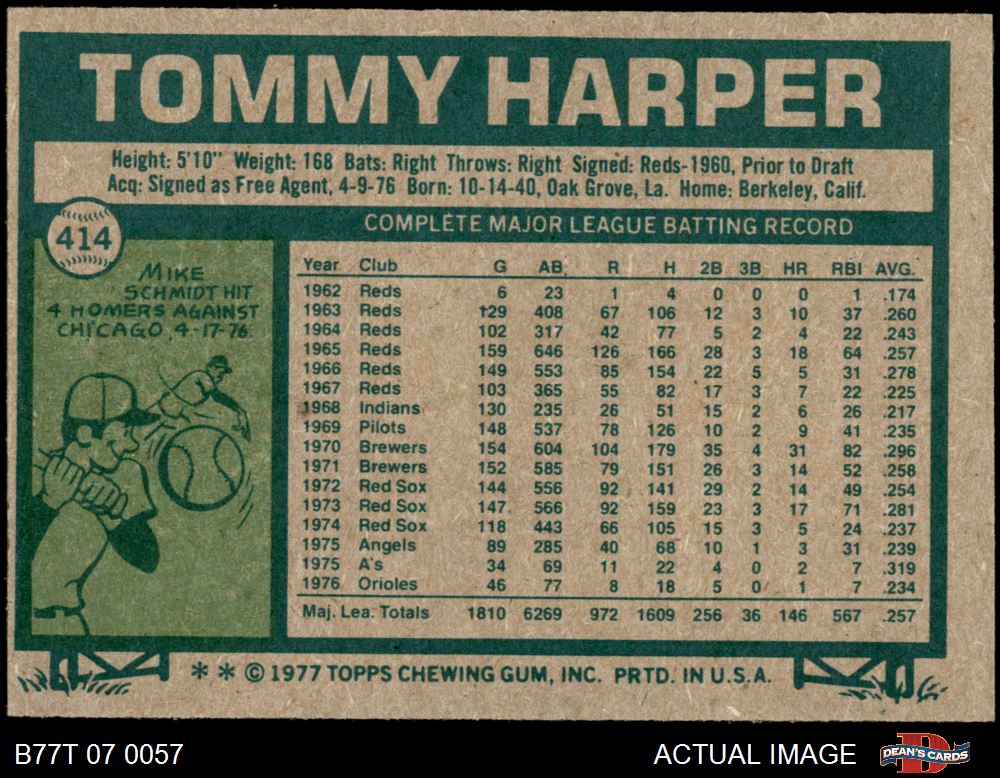 TOMMY HARPER
Height: 5'10" Weight: 168 Bats: Right Throws: Right Signed: Reds-1960, Prior to Draft
Acq: Signed as Free Agent, 4-9-76 Born: 10-14-40, Oak Grove, La. Home: Berkeley, Calif.
414
MIKE
SCHMIDT HIT
4 HOMERS AGAINST
CHICAGO, 4-17-76.
COMPLETE MAJOR LEAGUE BATTING RECORD
Year Club G AB R H 2B 3B HR RBI AVG.
1962 Reds 6 23 1 4 0 0 0 1 .174
1963 Reds 129 408 67 106 12 3 10 37 .260
1964 Reds 102 317 42 77 5 2 4 22 .243
1965 Reds 159 646 126 166 28 3 18 64 .257
1966 Reds 149 553 85 154 22 5 5 31 .278
1967 Reds 103 365 55 82 17 3 7 22 .225
1968 Indians 130 235 26 51 15 2 6 26 .217
1969 Pilots 148 537 78 126 10 2 9 41 .235
1970 Brewers 154 604 104 179 35 4 31 82 .296
1971 Brewers 152 585 79 151 26 3 14 52 .258
1972 Red Sox 144 556 92 141 29 2 14 49 .254
1973 Red Sox 147 566 92 159 23 3 17 71 .281
1974 Red Sox 118 443 66 105 15 3 5 24 .237
1975 Angels 89 285 40 68 10 1 3 31 .239
1975 A's 34 69 11 22 4 0 2 7 .319
1976 Orioles 46 77 8 18 5 0 1 7 .234
Maj. Lea. Totals 1810 6269 972 1609 256 36 146 567 .257
* * © 1977 TOPPS CHEWING GUM, INC. PRTD. IN U.S.A.
B77T 07 0057 ACTUAL IMAGE DEAN'S CARDS